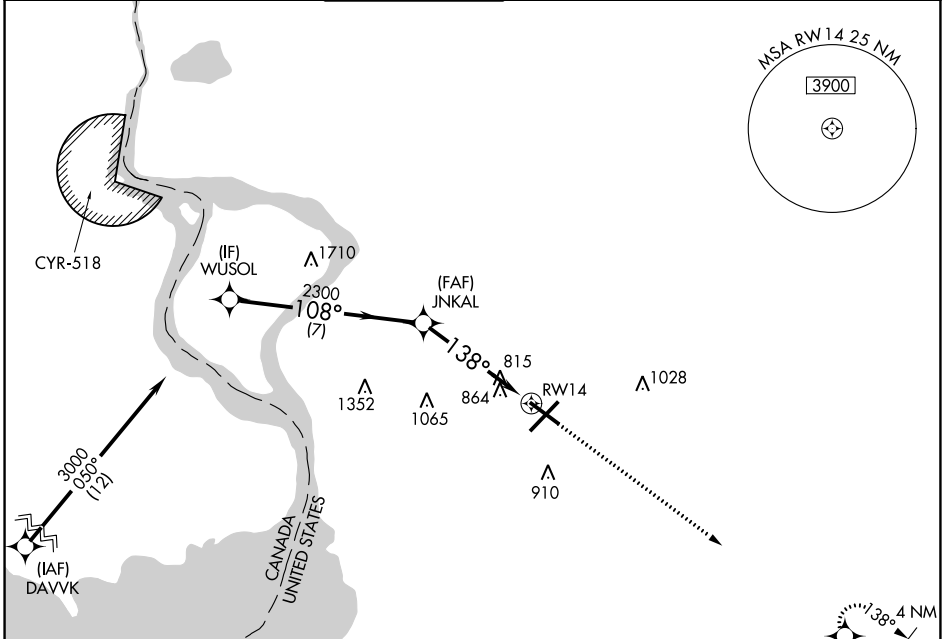 MSA RW14 25 NM
3900
CYR-518
(IF)
WUSOL
1710
2300
108°
(7)
(FAF)
JNKAL
138°
815
864
RW14
1028
1352
1065
910
3000
050°
(12)
(IAF)
DAVVK
CANADA
UNITED STATES
138°
4 NM